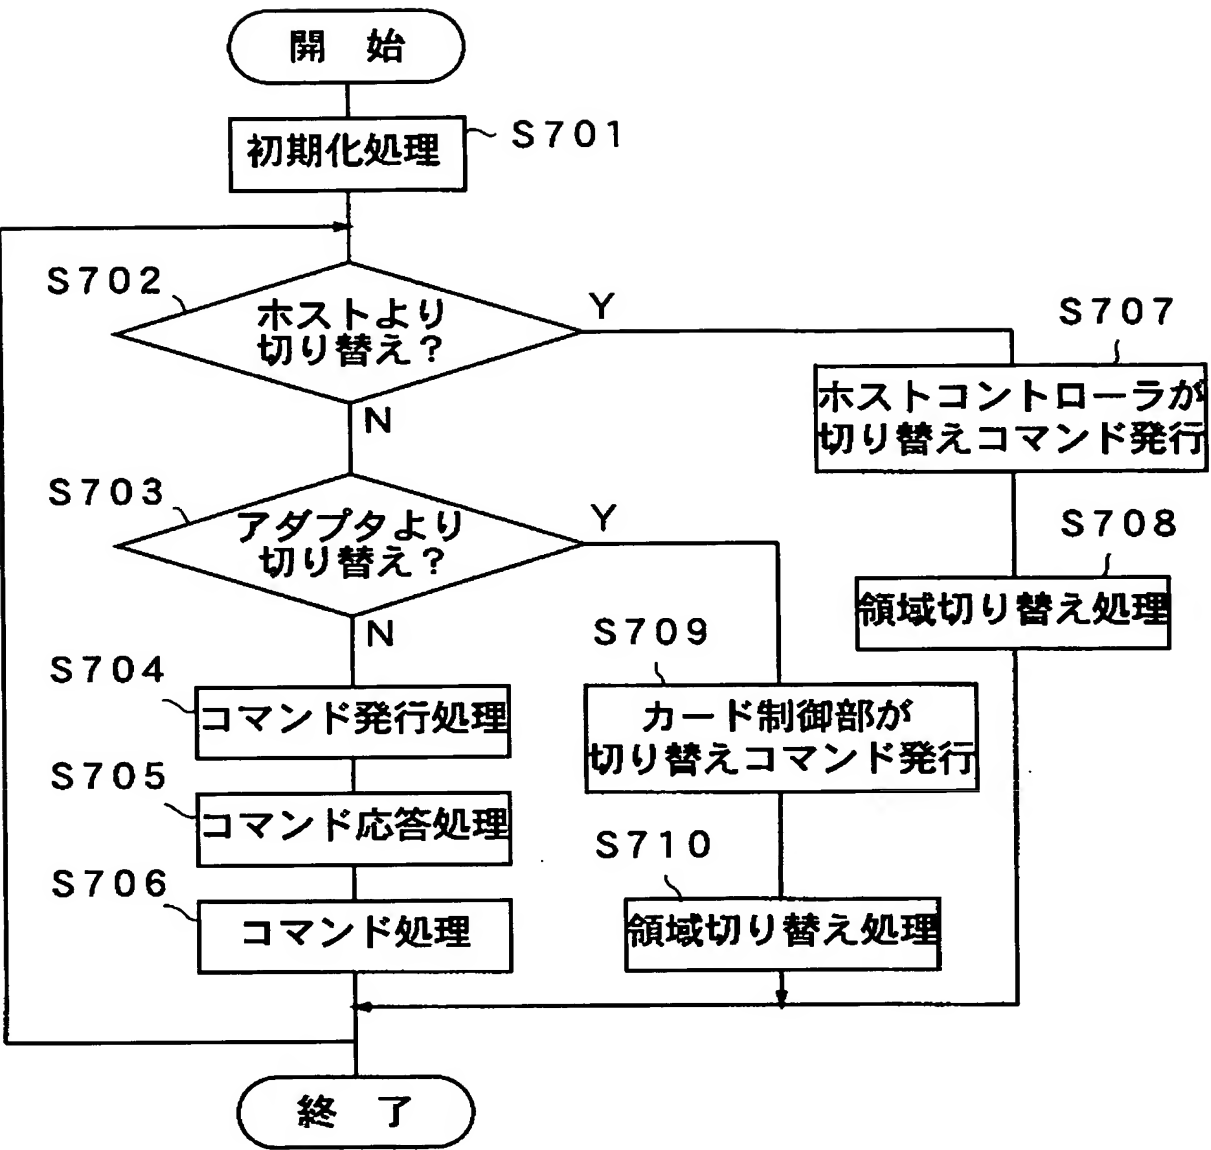 開　始
初期化処理
S701
S702
ホストより
切り替え？
Y
N
S707
ホストコントローラが
切り替えコマンド発行
S703
アダプタより
切り替え？
Y
N
S708
領域切り替え処理
S704
コマンド発行処理
S709
カード制御部が
切り替えコマンド発行
S705
コマンド応答処理
S710
領域切り替え処理
S706
コマンド処理
終　了